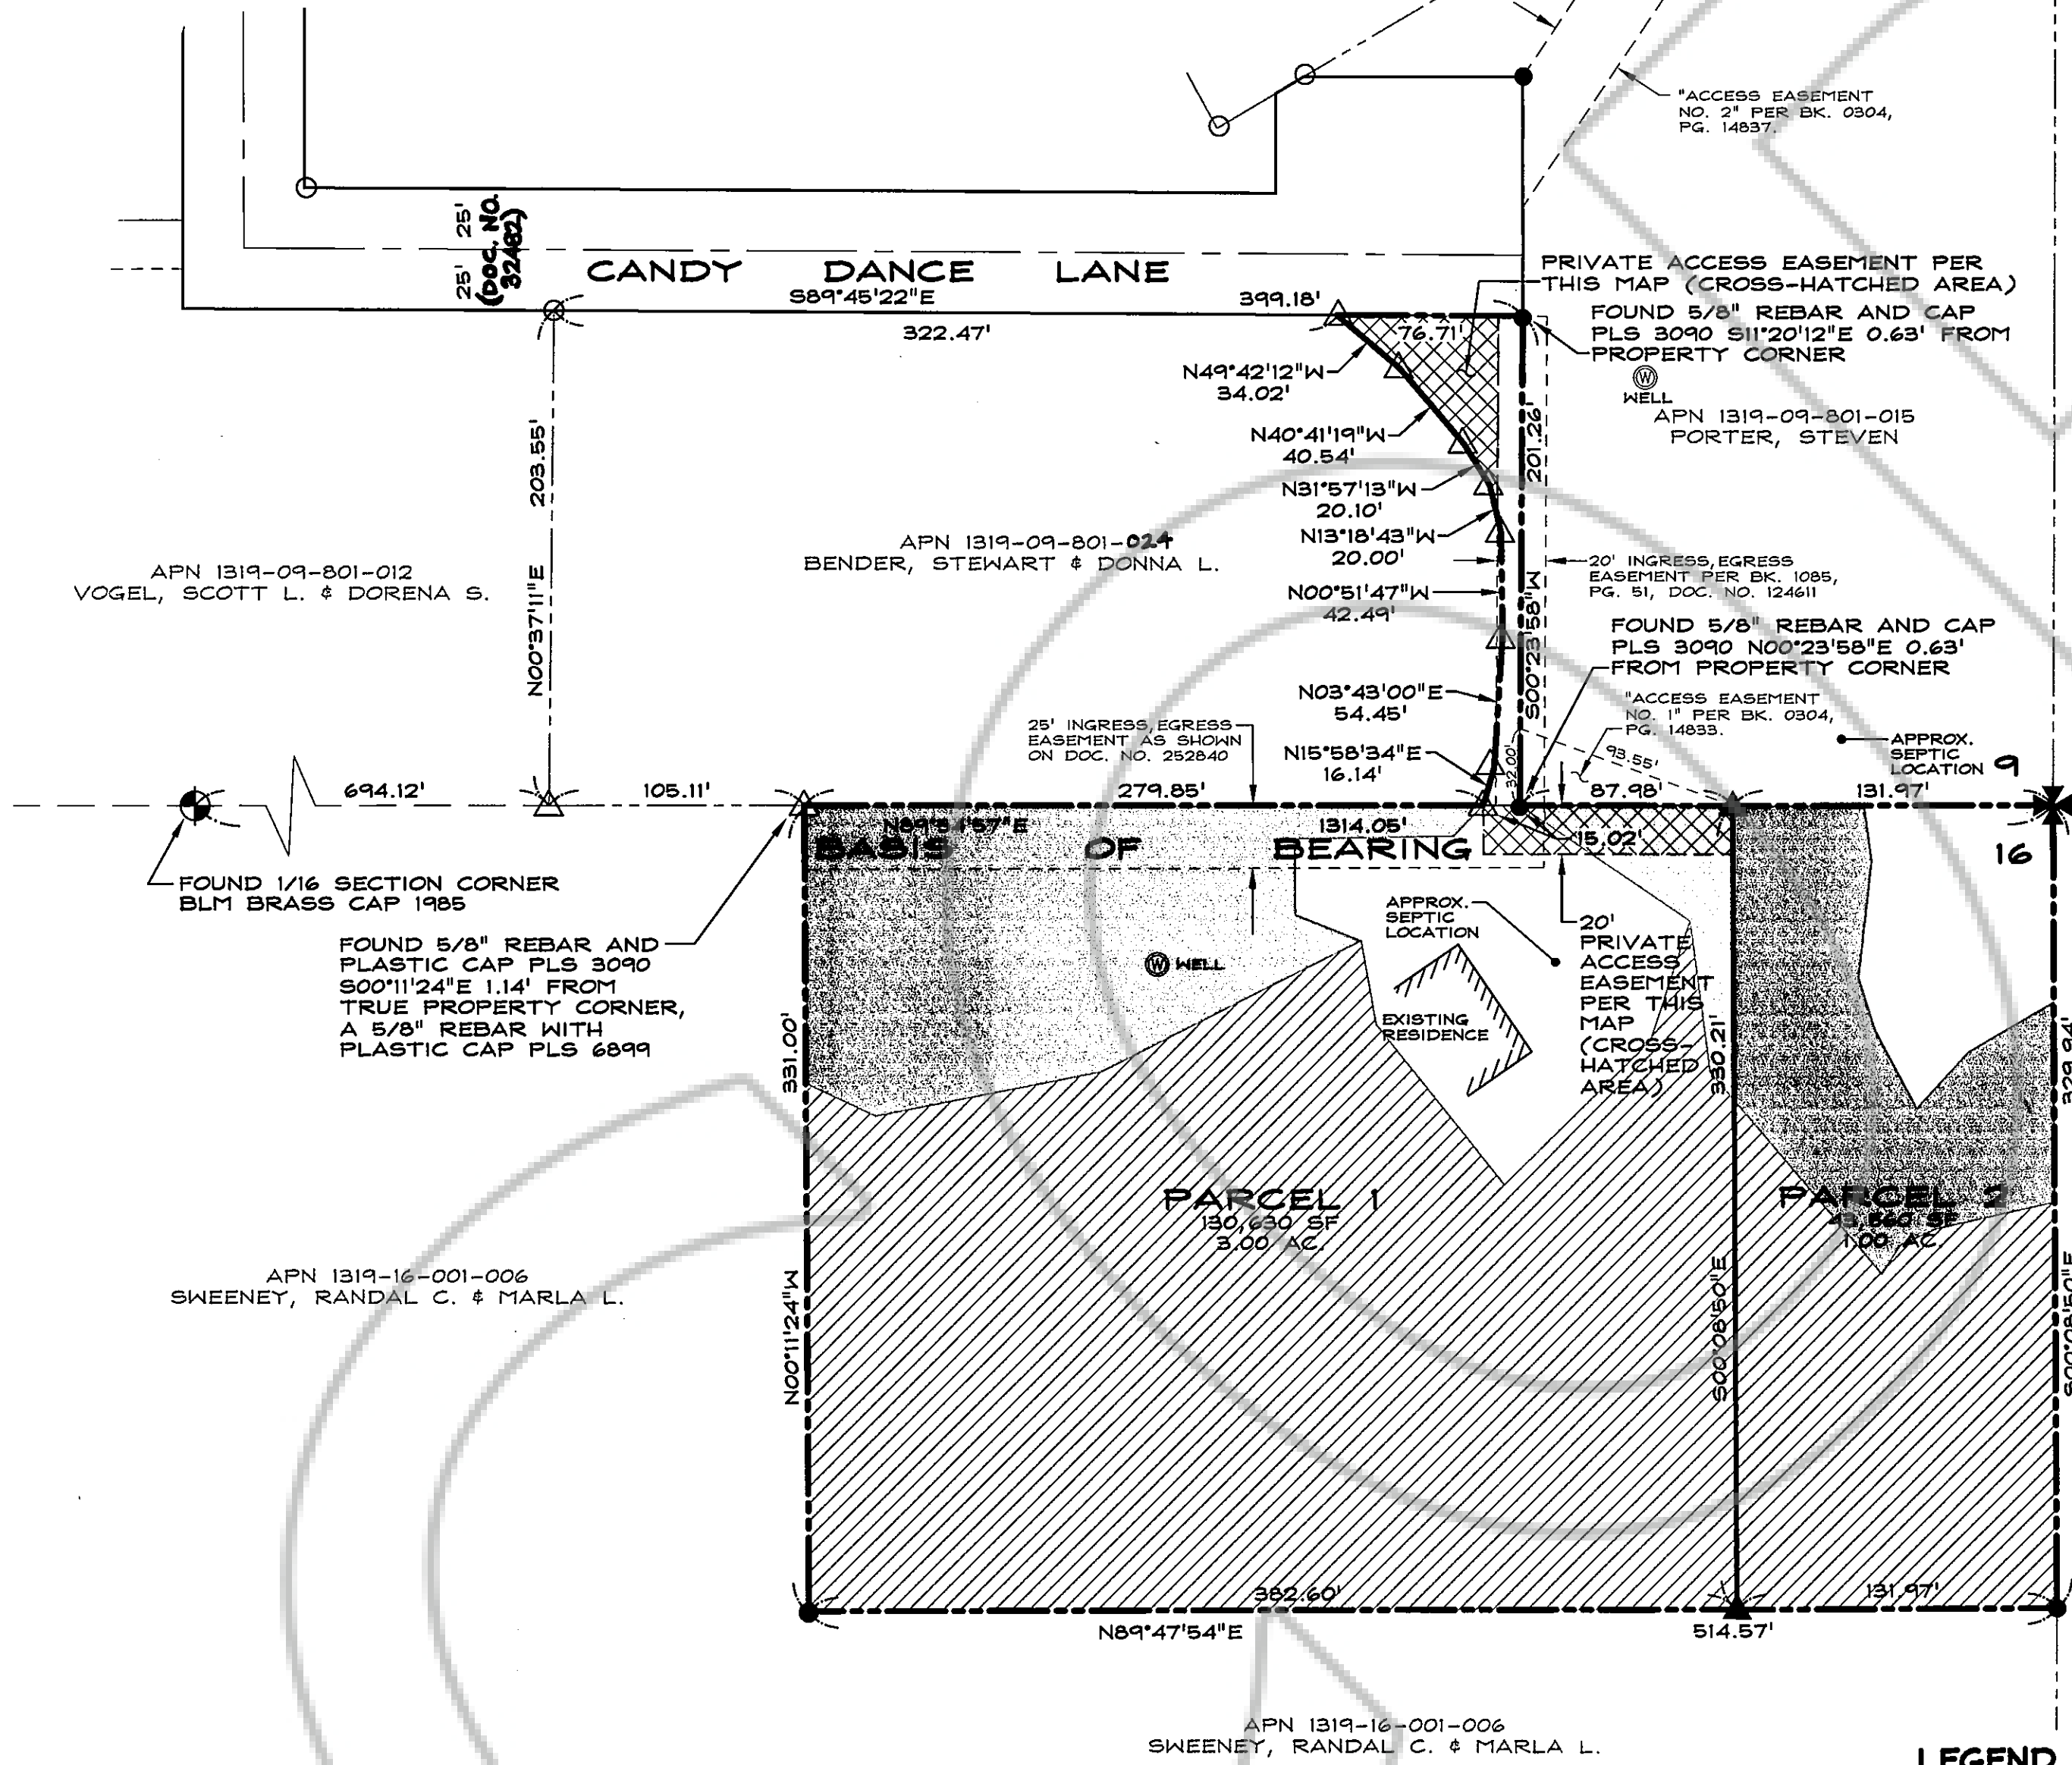 "ACCESS EASEMENT
NO. 2" PER BK. 0304,
PG. 14837.
25' 25'
(DOC. NO.
32482)
CANDY DANCE LANE
S89°45'22"E
399.18'
322.47'
76.71'
PRIVATE ACCESS EASEMENT PER
THIS MAP (CROSS-HATCHED AREA)
FOUND 5/8" REBAR AND CAP
PLS 3090 S11°20'12"E 0.63' FROM
PROPERTY CORNER
WELL
APN 1319-09-801-015
PORTER, STEVEN
N49°42'12"W
34.02'
N40°41'19"W
40.54'
N31°57'13"W
20.10'
N13°18'43"W
20.00'
N00°51'47"W
42.49'
N03°43'00"E
54.45'
N15°58'34"E
16.14'
201.26'
S00°23'58"W
203.55'
N00°37'11"E
APN 1319-09-801-012
VOGEL, SCOTT L. & DORENA S.
APN 1319-09-801-024
BENDER, STEWART & DONNA L.
20' INGRESS,EGRESS
EASEMENT PER BK. 1085,
PG. 51, DOC. NO. 124611
FOUND 5/8" REBAR AND CAP
PLS 3090 N00°23'58"E 0.63'
FROM PROPERTY CORNER
"ACCESS EASEMENT
NO. 1" PER BK. 0304,
PG. 14833.
93.55'
32.00'
APPROX.
SEPTIC
LOCATION
9
16
25' INGRESS,EGRESS
EASEMENT AS SHOWN
ON DOC. NO. 252840
694.12'
105.11'
279.85'
87.98'
131.97'
1314.05'
15.02'
BASIS OF BEARING
FOUND 1/16 SECTION CORNER
BLM BRASS CAP 1985
FOUND 5/8" REBAR AND
PLASTIC CAP PLS 3090
S00°11'24"E 1.14' FROM
TRUE PROPERTY CORNER,
A 5/8" REBAR WITH
PLASTIC CAP PLS 6899
W WELL
APPROX.
SEPTIC
LOCATION
EXISTING
RESIDENCE
20'
PRIVATE
ACCESS
EASEMENT
PER THIS
MAP
(CROSS-
HATCHED
AREA)
331.00'
N00°11'24"W
330.21'
S00°08'50"E
329.94'
S00°08'50"E
PARCEL 1
130,630 SF
3.00 AC.
PARCEL 2
43,560 SF
1.00 AC.
APN 1319-16-001-006
SWEENEY, RANDAL C. & MARLA L.
382.60'
131.97'
N89°47'54"E
514.57'
APN 1319-16-001-006
SWEENEY, RANDAL C. & MARLA L.
LEGEND